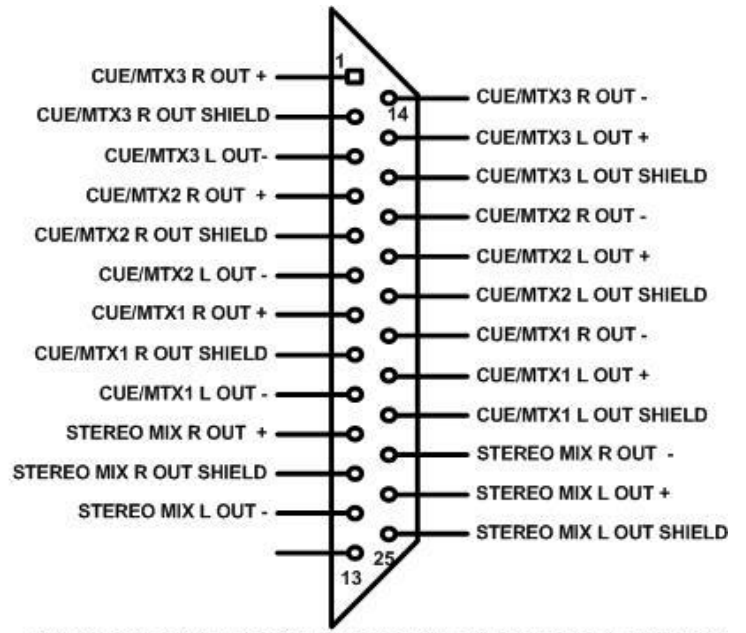 1
CUE/MTX3 R OUT +
CUE/MTX3 R OUT SHIELD
CUE/MTX3 L OUT-
CUE/MTX2 R OUT +
CUE/MTX2 R OUT SHIELD
CUE/MTX2 L OUT -
CUE/MTX1 R OUT +
CUE/MTX1 R OUT SHIELD
CUE/MTX1 L OUT -
STEREO MIX R OUT +
STEREO MIX R OUT SHIELD
STEREO MIX L OUT -
13
CUE/MTX3 R OUT -
14
CUE/MTX3 L OUT +
CUE/MTX3 L OUT SHIELD
CUE/MTX2 R OUT -
CUE/MTX2 L OUT +
CUE/MTX2 L OUT SHIELD
CUE/MTX1 R OUT -
CUE/MTX1 L OUT +
CUE/MTX1 L OUT SHIELD
STEREO MIX R OUT -
STEREO MIX L OUT +
STEREO MIX L OUT SHIELD
25